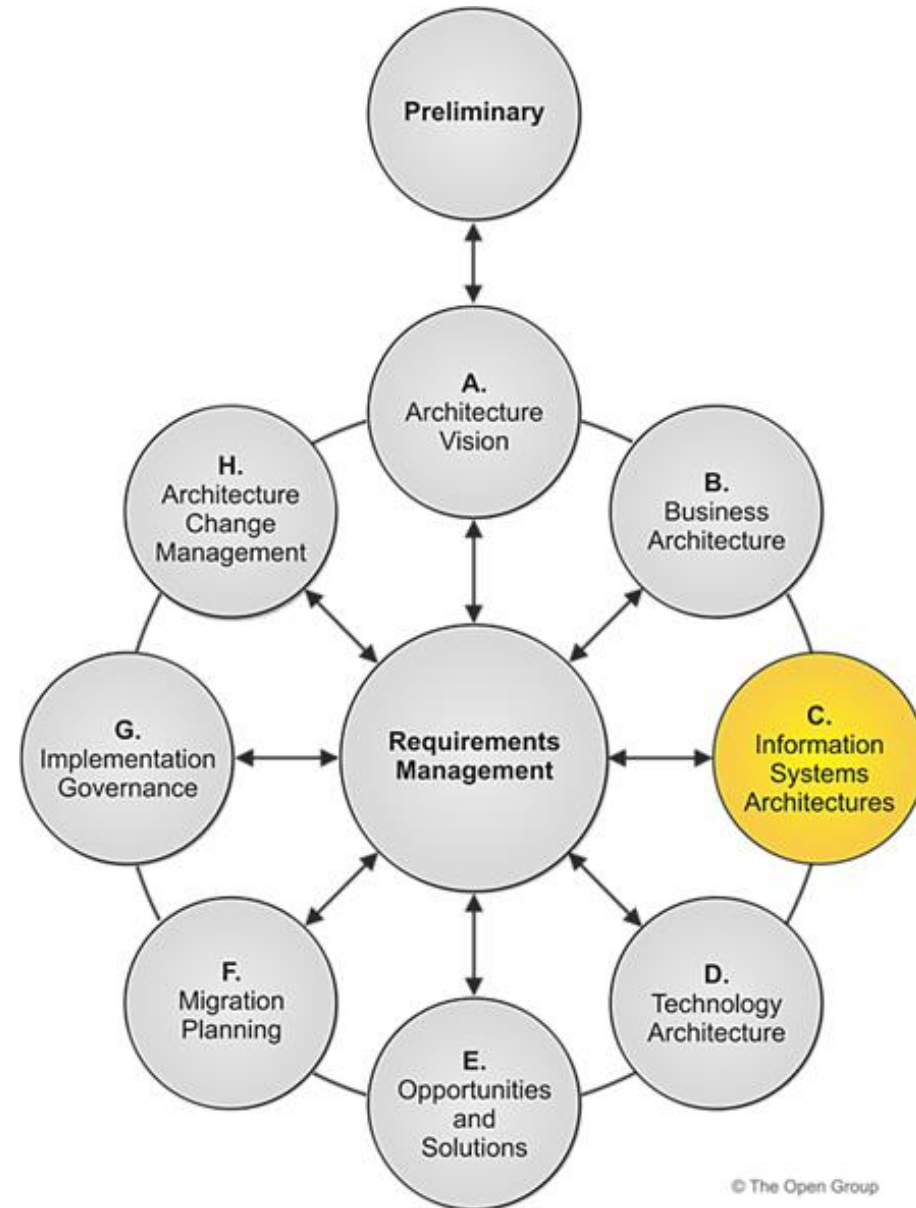 Preliminary
A.
Architecture
Vision
B.
Business
Architecture
C.
Information
Systems
Architectures
D.
Technology
Architecture
E.
Opportunities
and
Solutions
F.
Migration
Planning
G.
Implementation
Governance
H.
Architecture
Change
Management
Requirements
Management
© The Open Group